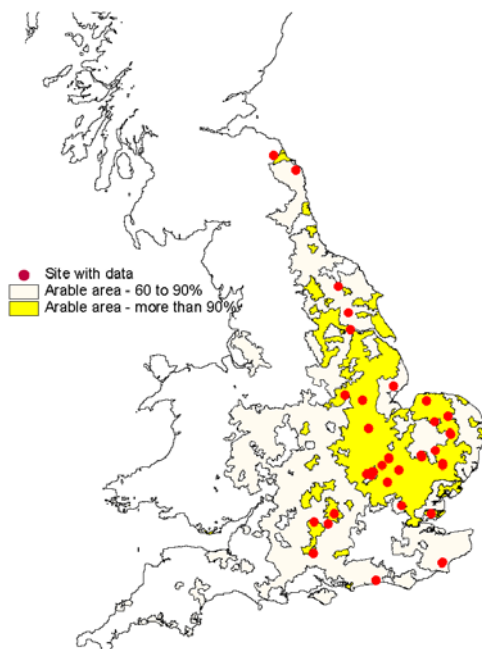 Site with data
Arable area - 60 to 90%
Arable area - more than 90%